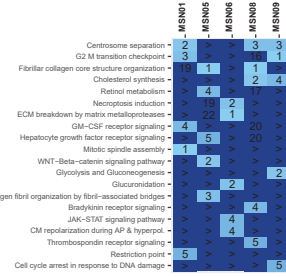 MSN01 MSN05 MSN06 MSN08 MSN09
Centrosome separation 2 > > 3 3
G2 M transition checkpoint 3 > > 16 1
Fibrillar collagen core structure organization 19 1 > 1 >
Cholesterol synthesis > > > 2 4
Retinol metabolism > 4 > 17 >
Necroptosis induction > 19 2 > >
ECM breakdown by matrix metalloproteases > 22 1 > >
GM−CSF receptor signaling 4 > > 20 >
Hepatocyte growth factor receptor signaling > 5 > 20 >
Mitotic spindle assembly 1 > > > >
WNT−Beta−catenin signaling pathway > 2 > > >
Glycolysis and Gluconeogenesis > > > > 2
Glucuronidation > > 2 > >
gen fibril organization by fibril−associated bridges > 3 > > >
Bradykinin receptor signaling > > > 4 >
JAK−STAT signaling pathway > > 4 > >
CM repolarization during AP & hyperpol. > > 4 > >
Thrombospondin receptor signaling > > > 5 >
Restriction point 5 > > > >
Cell cycle arrest in response to DNA damage > > > > 5